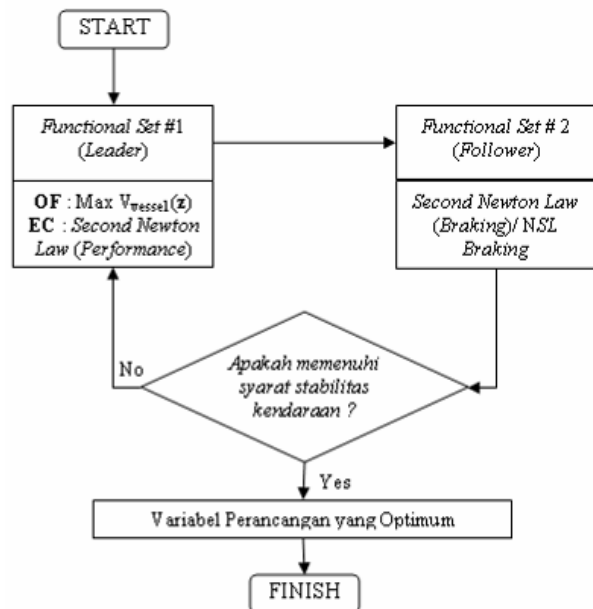 START
Functional Set #1
(Leader)
OF : Max Vvessel(z)
EC : Second Newton
Law (Performance)
Functional Set # 2
(Follower)
Second Newton Law
(Braking)/ NSL
Braking
No
Apakah memenuhi
syarat stabilitas
kendaraan ?
Yes
Variabel Perancangan yang Optimum
FINISH